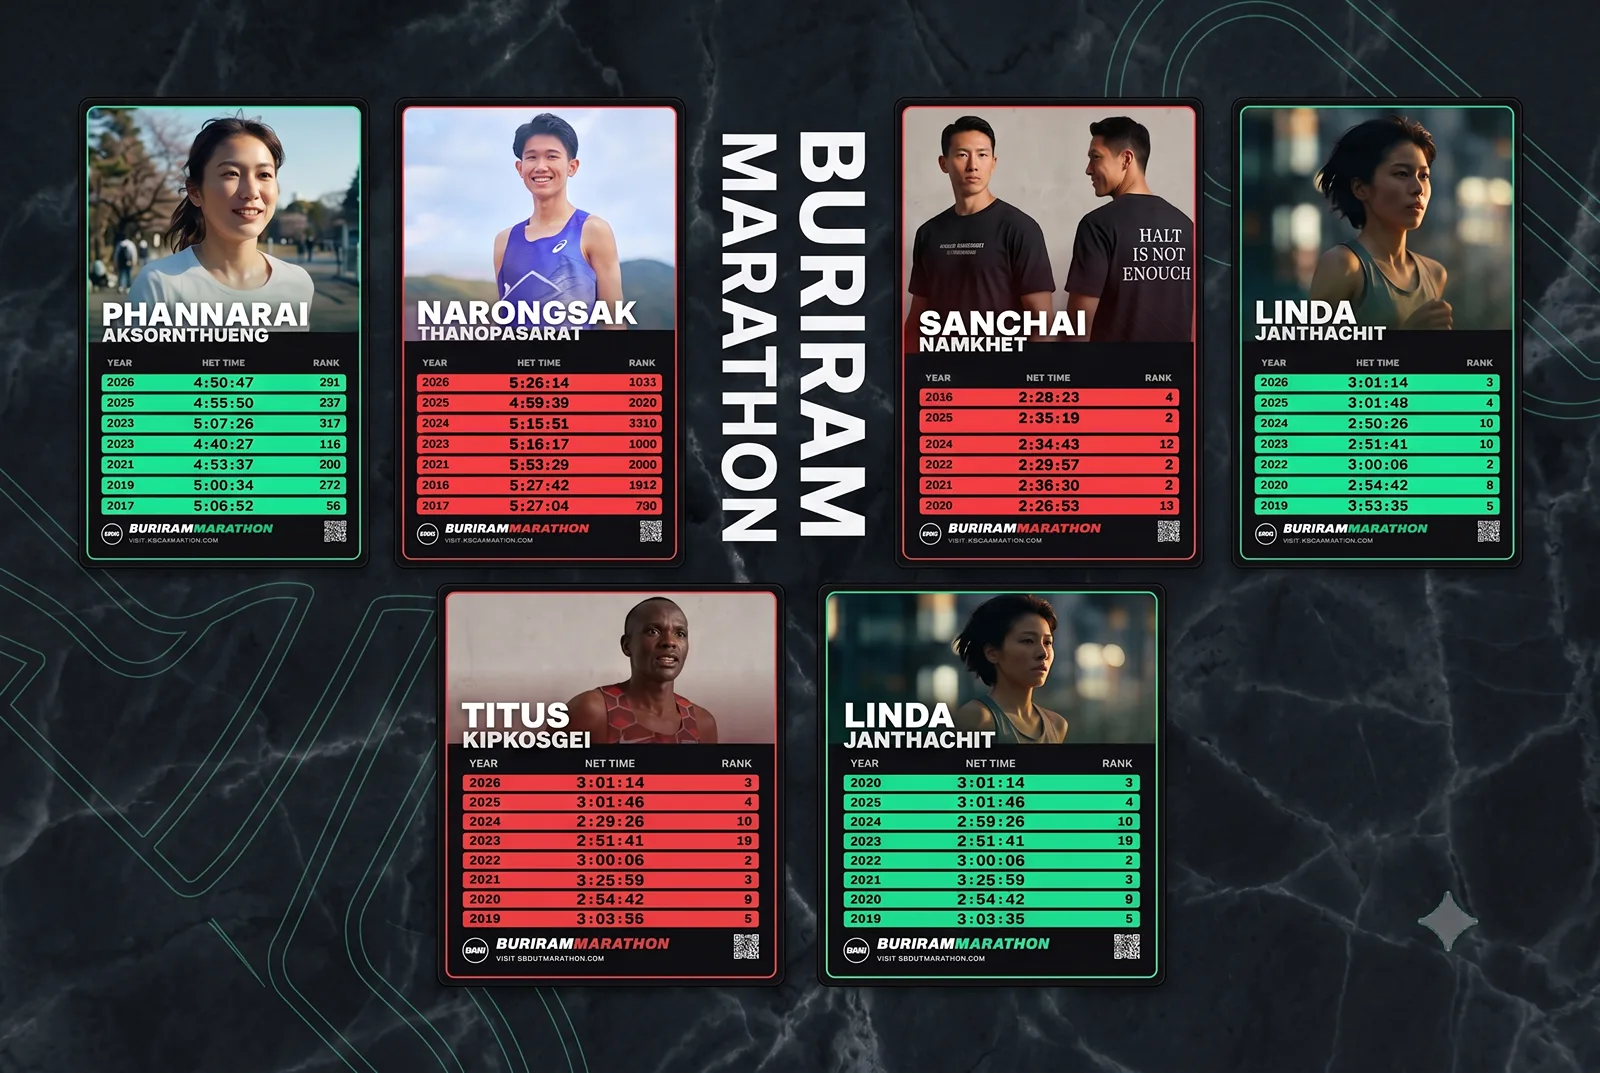 PHANNARAI
AKSORNTHUENG
YEAR HET TIME RANK
2026 4:50:47 291
2025 4:55:50 237
2023 5:07:26 317
2023 4:40:27 116
2021 4:53:37 200
2019 5:00:34 272
2017 5:06:52 56
BURIRAMMARATHON
NARONGSAK
THANOPASARAT
YEAR HET TIME RANK
2026 5:26:14 1033
2025 4:59:39 2020
2024 5:15:51 3310
2023 5:16:17 1000
2021 5:53:29 2000
2016 5:27:42 1912
2017 5:27:04 730
BURIRAMMARATHON
BURIRAM
MARATHON
HALT
IS NOT
ENOUCH
SANCHAI
NAMKHET
YEAR NET TIME RANK
2016 2:28:23 4
2025 2:35:19 2
2024 2:34:43 12
2022 2:29:57 2
2021 2:36:30 2
2020 2:26:53 13
BURIRAMMARATHON
LINDA
JANTHACHIT
YEAR HET TIME RANK
2026 3:01:14 3
2025 3:01:48 4
2024 2:50:26 10
2023 2:51:41 10
2022 3:00:06 2
2020 2:54:42 8
2019 3:53:35 5
BURIRAMMARATHON
TITUS
KIPKOSGEI
YEAR NET TIME RANK
2026 3:01:14 3
2025 3:01:46 4
2024 2:29:26 10
2023 2:51:41 19
2022 3:00:06 2
2021 3:25:59 3
2020 2:54:42 9
2019 3:03:56 5
BANI BURIRAMMARATHON
VISIT SBDUTMARATHON.COM
LINDA
JANTHACHIT
YEAR NET TIME RANK
2020 3:01:14 3
2025 3:01:46 4
2024 2:59:26 10
2023 2:51:41 19
2022 3:00:06 2
2021 3:25:59 3
2020 2:54:42 9
2019 3:03:35 5
BANI BURIRAMMARATHON
VISIT SBDUTMARATHON.COM